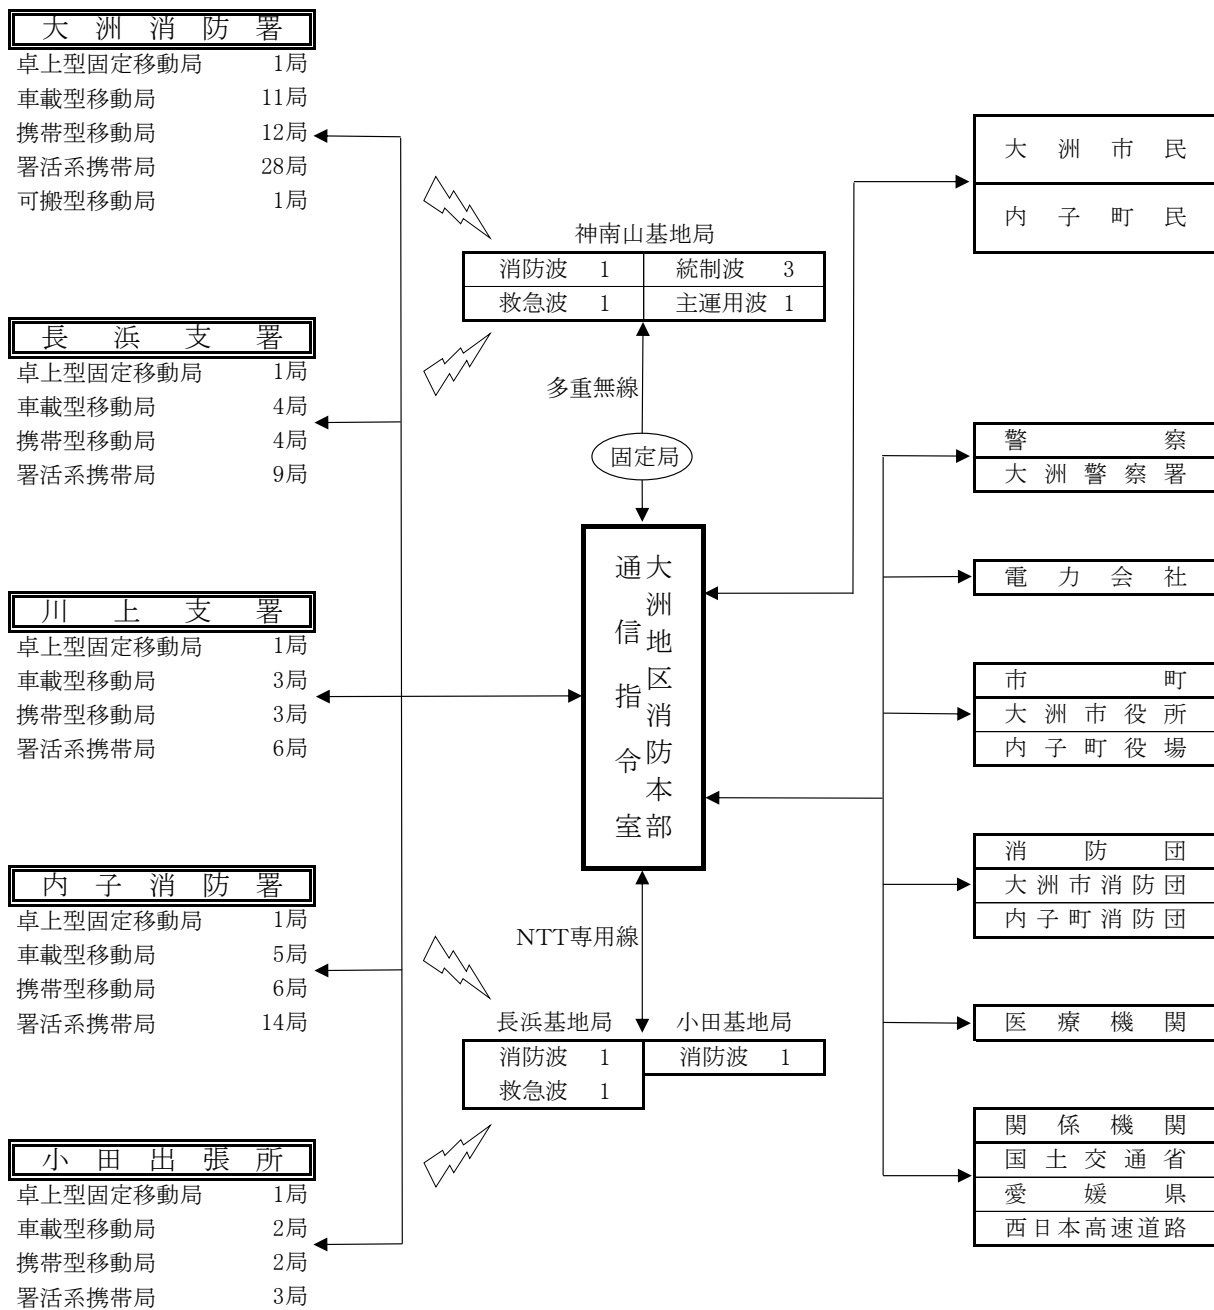 大洲消防署
卓上型固定移動局 1局
車載型移動局 11局
携帯型移動局 12局
署活系携帯局 28局
可搬型移動局 1局
長浜支署
卓上型固定移動局 1局
車載型移動局 4局
携帯型移動局 4局
署活系携帯局 9局
川上支署
卓上型固定移動局 1局
車載型移動局 3局
携帯型移動局 3局
署活系携帯局 6局
内子消防署
卓上型固定移動局 1局
車載型移動局 5局
携帯型移動局 6局
署活系携帯局 14局
小田出張所
卓上型固定移動局 1局
車載型移動局 2局
携帯型移動局 2局
署活系携帯局 3局
神南山基地局
消防波 1 統制波 3
救急波 1 主運用波 1
多重無線
固定局
大洲地区消防本部
通信指令室
NTT専用線
長浜基地局 小田基地局
消防波 1 消防波 1
救急波 1
大洲市民
内子町民
警察
大洲警察署
電力会社
市町
大洲市役所
内子町役場
消防団
大洲市消防団
内子町消防団
医療機関
関係機関
国土交通省
愛媛県
西日本高速道路